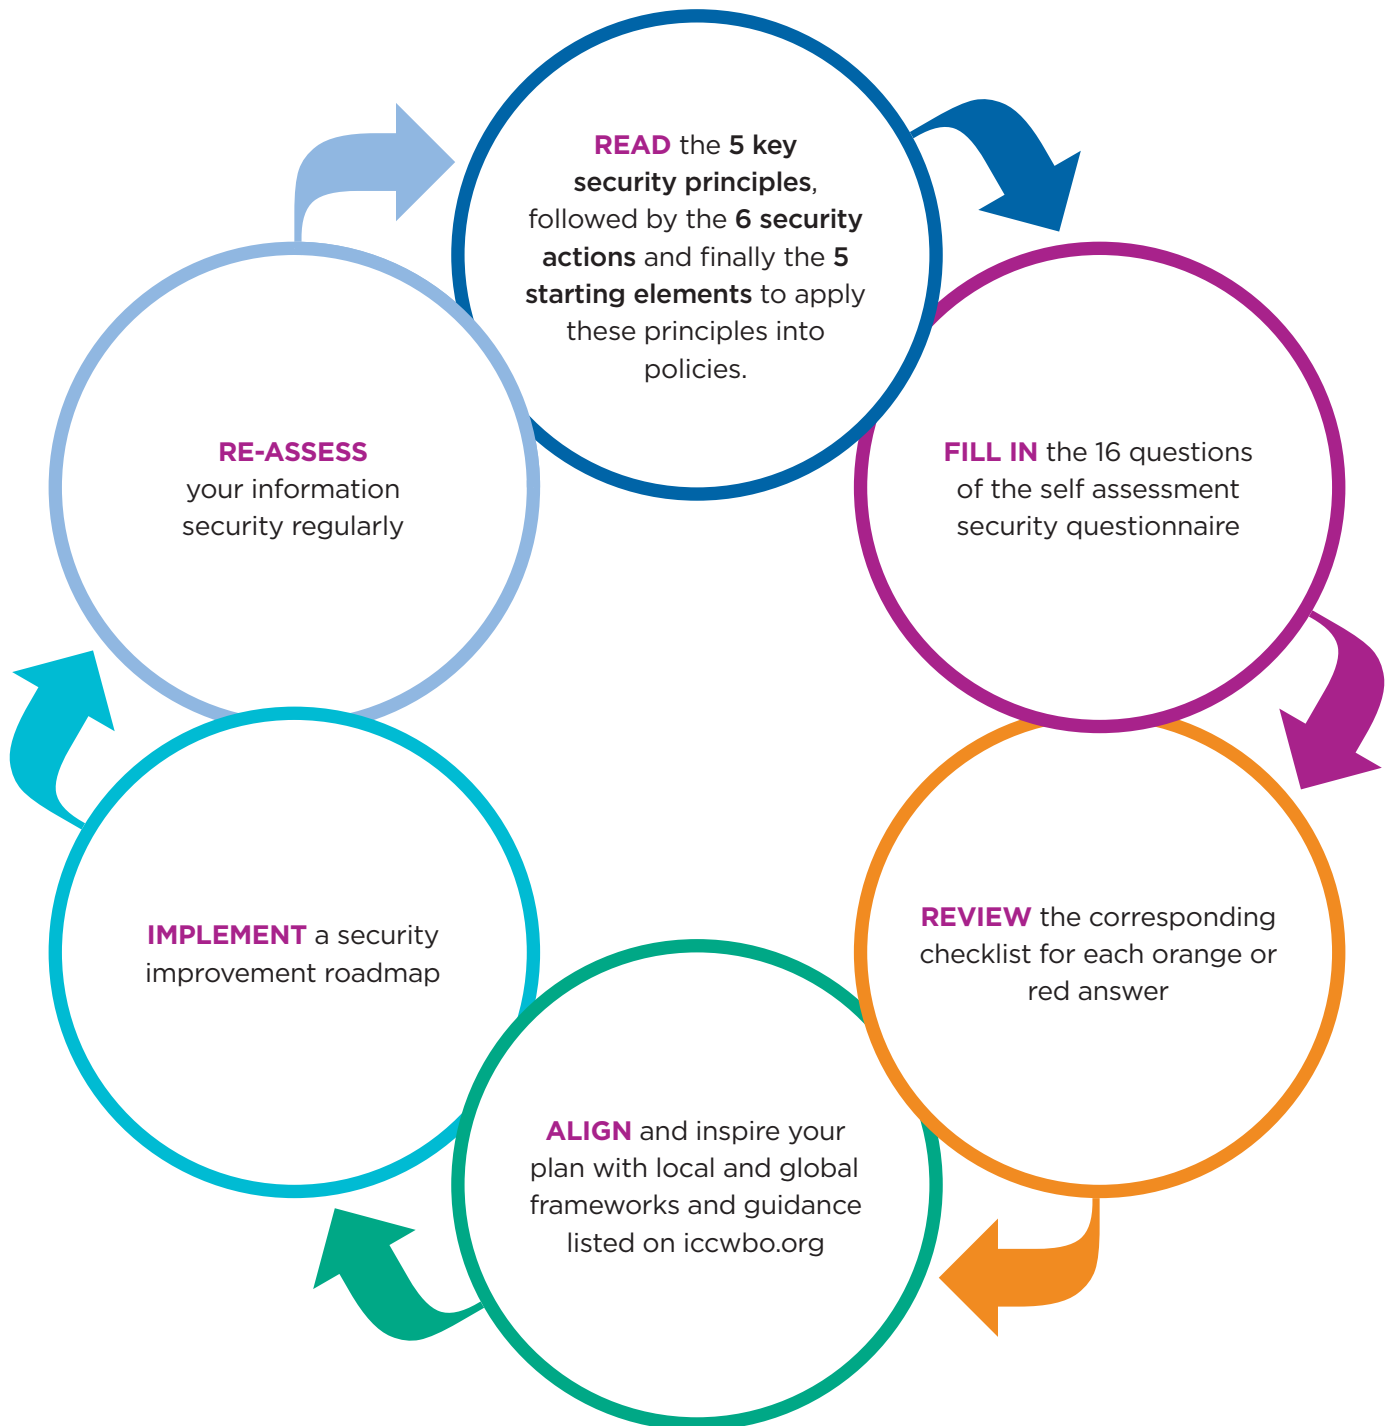 READ the 5 key
security principles,
followed by the 6 security
actions and finally the 5
starting elements to apply
these principles into
policies.
FILL IN the 16 questions
of the self assessment
security questionnaire
REVIEW the corresponding
checklist for each orange or
red answer
ALIGN and inspire your
plan with local and global
frameworks and guidance
listed on iccwbo.org
IMPLEMENT a security
improvement roadmap
RE-ASSESS
your information
security regularly